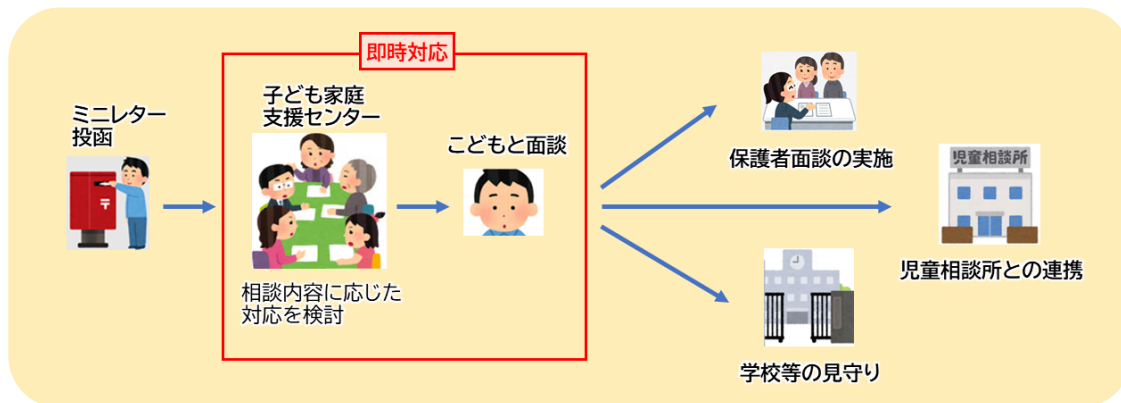 即時対応
ミニレター
投函
子ども家庭
支援センター
相談内容に応じた
対応を検討
こどもと面談
保護者面談の実施
児童相談所
児童相談所との連携
学校等の見守り